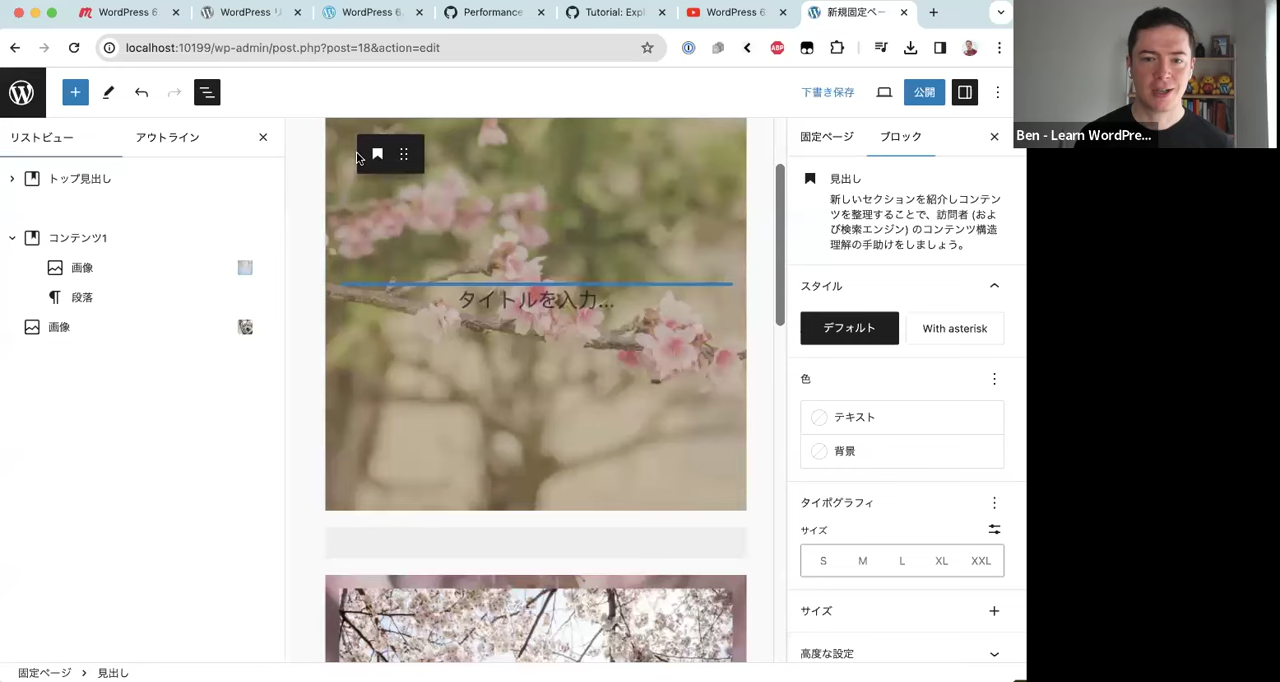 WordPress 6
WordPress リ
WordPress 6
Performance
Tutorial: Expl
WordPress 6
新規固定ペー
localhost:10199/wp-admin/post.php?post=18&action=edit
ABP
下書き保存
公開
リストビュー
アウトライン
トップ見出し
コンテンツ1
画像
段落
画像
タイトルを入力...
固定ページ
ブロック
見出し
新しいセクションを紹介しコンテン
ツを整理することで、訪問者 (およ
び検索エンジン) のコンテンツ構造
理解の手助けをしましょう。
スタイル
デフォルト
With asterisk
色
テキスト
背景
タイポグラフィ
サイズ
S M L XL XXL
サイズ
高度な設定
固定ページ > 見出し
Ben - Learn WordPre...